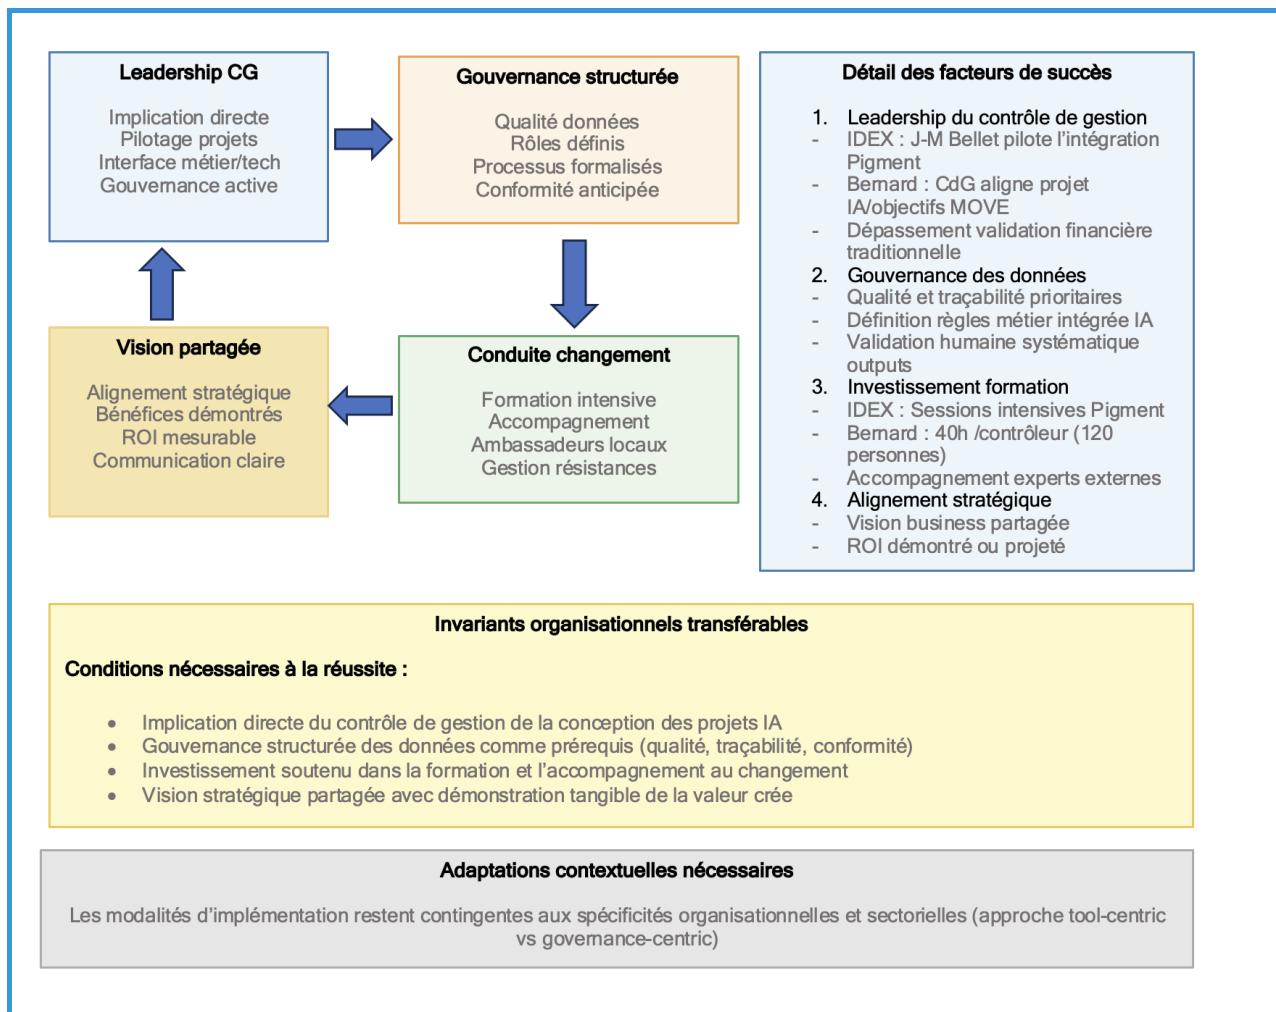 Leadership CG
Implication directe
Pilotage projets
Interface métier/tech
Gouvernance active
Gouvernance structurée
Qualité données
Rôles définis
Processus formalisés
Conformité anticipée
Vision partagée
Alignement stratégique
Bénéfices démontrés
ROI mesurable
Communication claire
Conduite changement
Formation intensive
Accompagnement
Ambassadeurs locaux
Gestion résistances
Détail des facteurs de succès
1. Leadership du contrôle de gestion
- IDEX : J-M Bellet pilote l’intégration
Pigment
- Bernard : CdG aligne projet
IA/objectifs MOVE
- Dépassement validation financière
traditionnelle
2. Gouvernance des données
- Qualité et traçabilité prioritaires
- Définition règles métier intégrée IA
- Validation humaine systématique
outputs
3. Investissement formation
- IDEX : Sessions intensives Pigment
- Bernard : 40h /contrôleur (120
personnes)
- Accompagnement experts externes
4. Alignement stratégique
- Vision business partagée
- ROI démontré ou projeté
Invariants organisationnels transférables
Conditions nécessaires à la réussite :
• Implication directe du contrôle de gestion de la conception des projets IA
• Gouvernance structurée des données comme prérequis (qualité, traçabilité, conformité)
• Investissement soutenu dans la formation et l’accompagnement au changement
• Vision stratégique partagée avec démonstration tangible de la valeur crée
Adaptations contextuelles nécessaires
Les modalités d’implémentation restent contingentes aux spécificités organisationnelles et sectorielles (approche tool-centric
vs governance-centric)